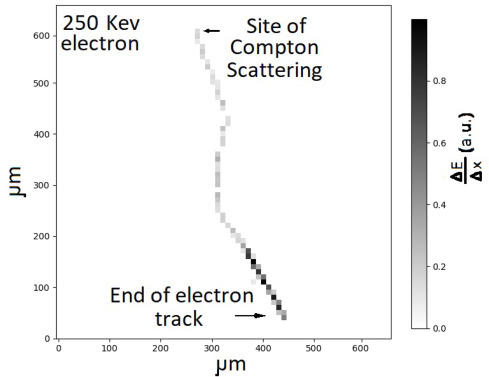 250 Kev
electron
Site of
Compton
Scattering
End of electron
track
600
500
400
300
200
100
0
µm
0
100
200
300
400
500
600
µm
0.8
0.6
0.4
0.2
0.0
ΔE
Δx
(a.u.)